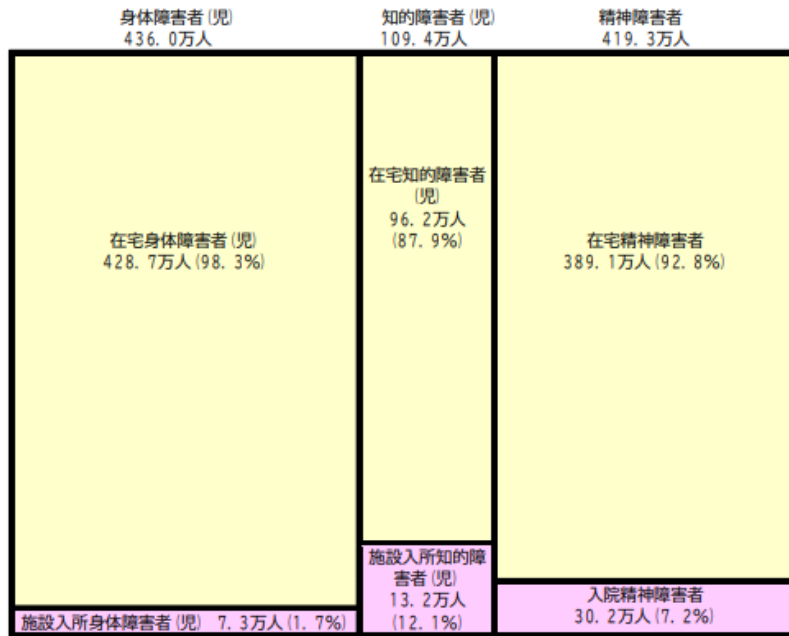 身体障害者(児)
436.0万人
知的障害者(児)
109.4万人
精神障害者
419.3万人
在宅身体障害者(児)
428.7万人(98.3%)
在宅知的障害者
(児)
96.2万人
(87.9%)
在宅精神障害者
389.1万人(92.8%)
施設入所身体障害者(児) 7.3万人(1.7%)
施設入所知的障
害者(児)
13.2万人
(12.1%)
入院精神障害者
30.2万人(7.2%)